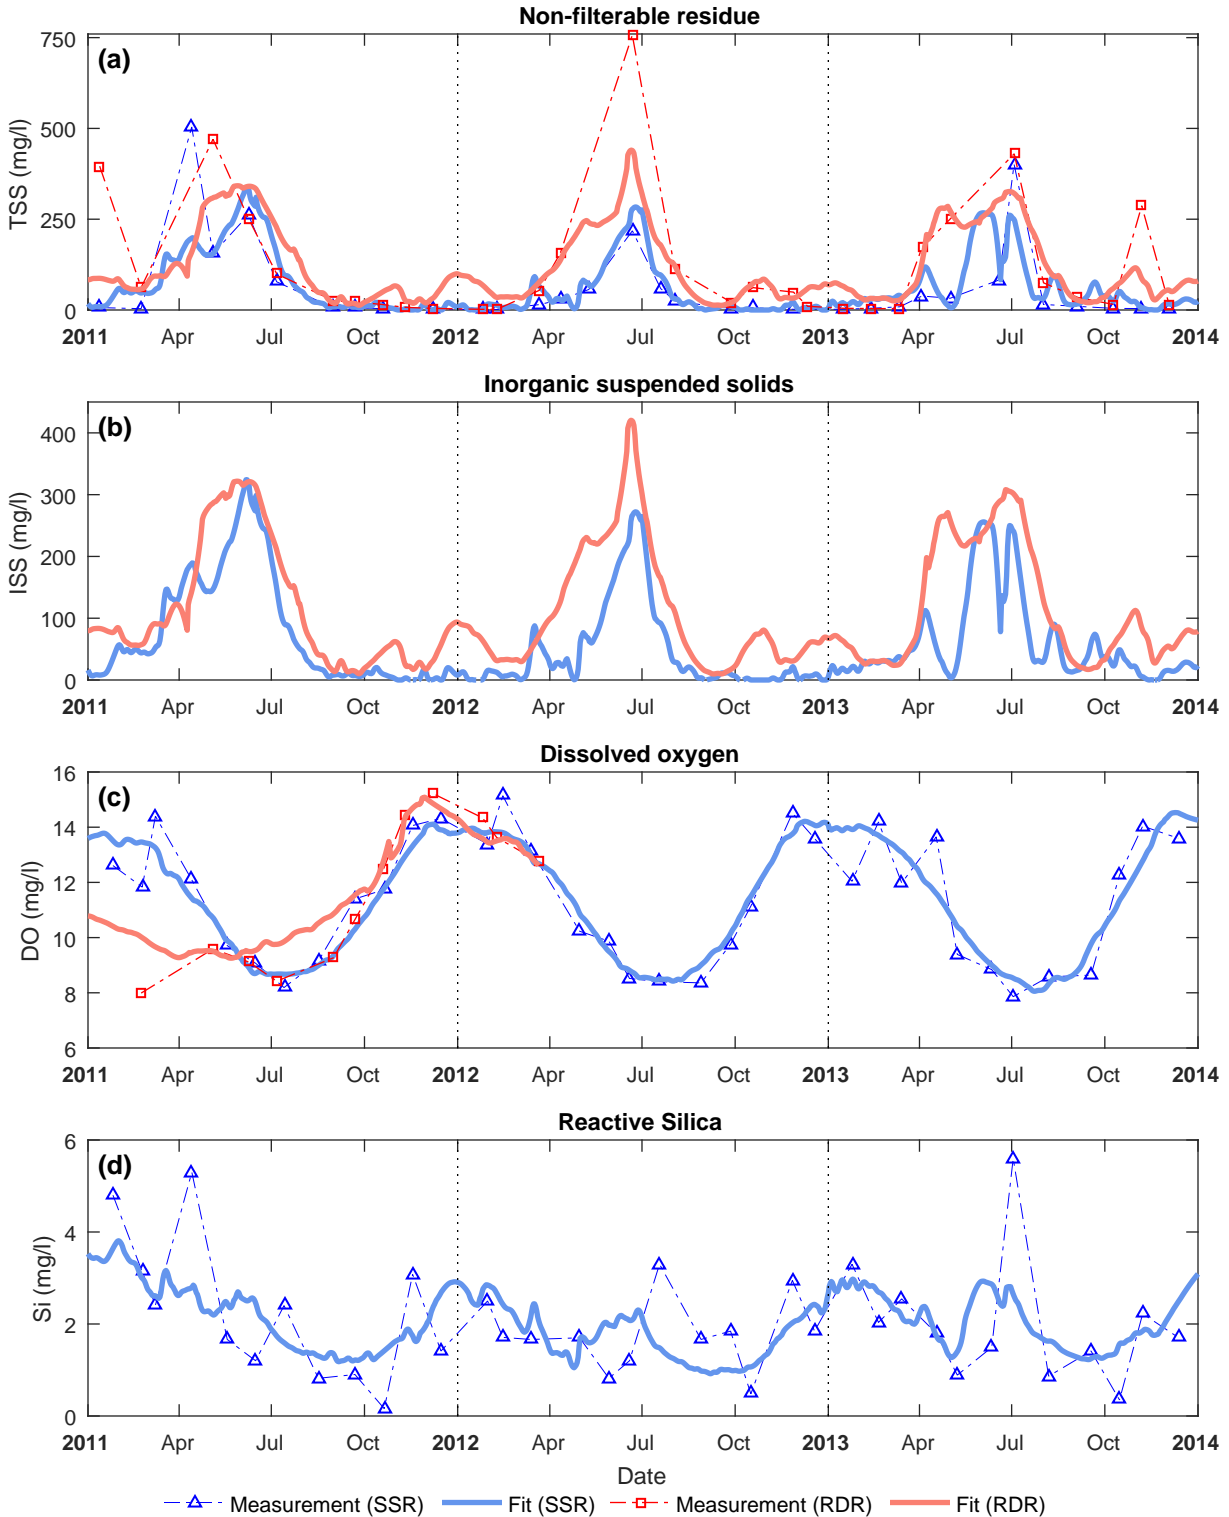 Non-filterable residue
(a)
TSS (mg/l)
750
500
250
0
2011 Apr Jul Oct 2012 Apr Jul Oct 2013 Apr Jul Oct 2014
Inorganic suspended solids
(b)
ISS (mg/l)
400
300
200
100
0
2011 Apr Jul Oct 2012 Apr Jul Oct 2013 Apr Jul Oct 2014
Dissolved oxygen
(c)
DO (mg/l)
16
14
12
10
8
6
2011 Apr Jul Oct 2012 Apr Jul Oct 2013 Apr Jul Oct 2014
Reactive Silica
(d)
Si (mg/l)
6
4
2
0
2011 Apr Jul Oct 2012 Apr Jul Oct 2013 Apr Jul Oct 2014
Date
Measurement (SSR) Fit (SSR) Measurement (RDR) Fit (RDR)